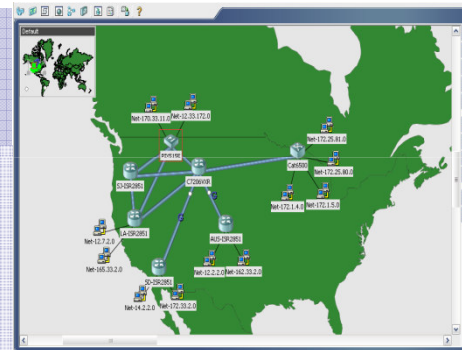 Default
Net-170.33.11.0
Net-12.33.172.0
Net-172.25.81.0
Cat6500
Net-172.25.80.0
C7206VXR
SJ-ISR2851
Net-172.1.4.0
Net-172.1.5.0
LA-ISR2851
Net-12.7.2.0
AUS-ISR2851
Net-165.33.2.0
Net-12.2.2.0
Net-162.33.2.0
SD-ISR2851
Net-14.2.2.0
Net-172.33.2.0